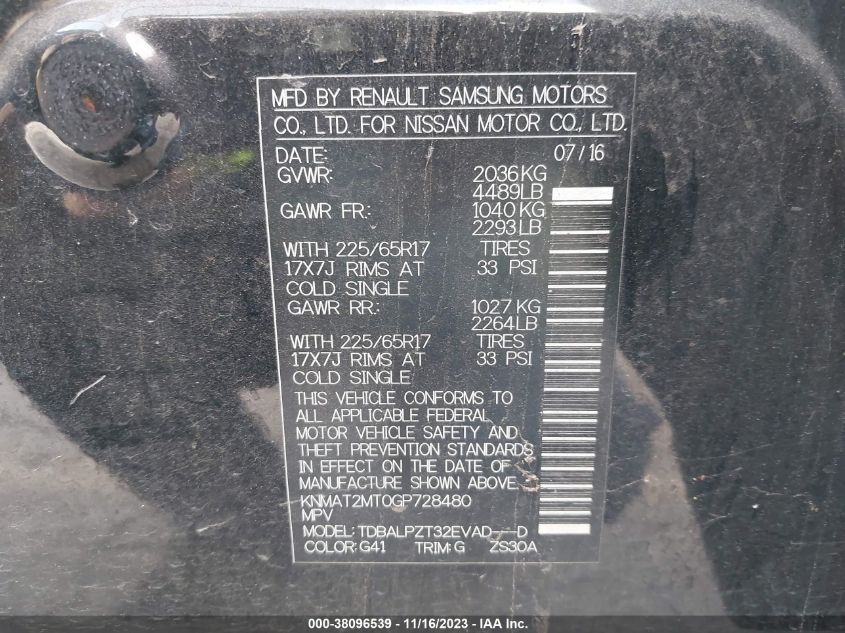 MFD BY RENAULT SAMSUNG MOTORS
CO., LTD. FOR NISSAN MOTOR CO., LTD.
DATE: 07/16
GVWR: 2036KG
4489LB
GAWR FR.: 1040KG
2293LB
WITH 225/65R17 TIRES
17X7J RIMS AT 33 PSI
COLD SINGLE
GAWR RR.: 1027KG
2264LB
WITH 225/65R17 TIRES
17X7J RIMS AT 33 PSI
COLD SINGLE
THIS VEHICLE CONFORMS TO
ALL APPLICABLE FEDERAL
MOTOR VEHICLE SAFETY AND
THEFT PREVENTION STANDARDS
IN EFFECT ON THE DATE OF
MANUFACTURE SHOWN ABOVE.
KNMAT2MT0GP728480
MPV
MODEL: TDBALPZT32EVAD---D
COLOR: G41 TRIM: G ZS30A
000-38096539 - 11/16/2023 - IAA Inc.